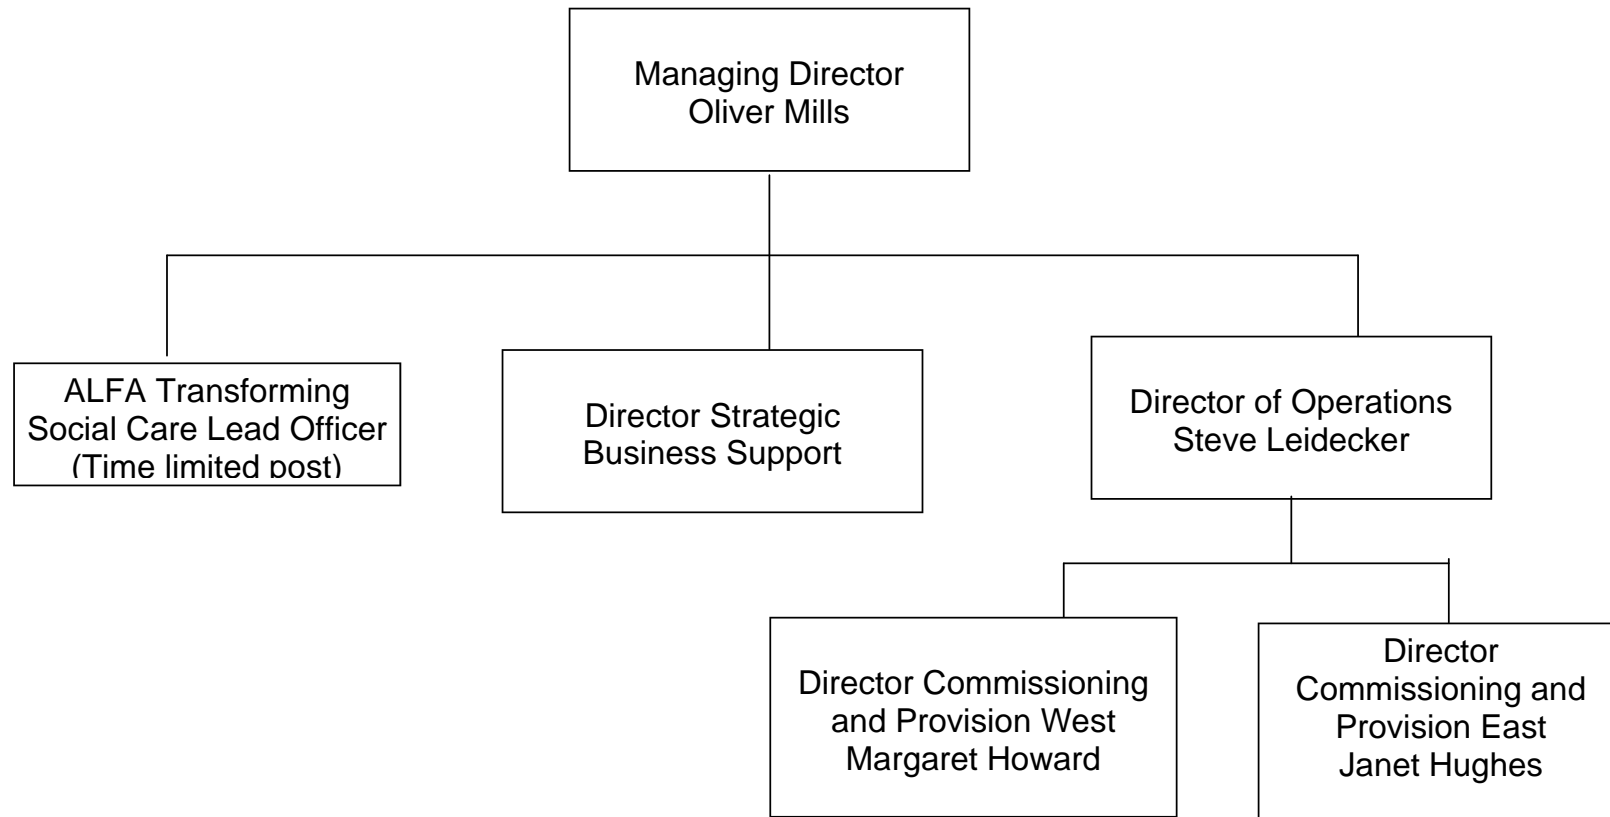 Managing Director
Oliver Mills
ALFA Transforming
Social Care Lead Officer
(Time limited post)
Director Strategic
Business Support
Director of Operations
Steve Leidecker
Director Commissioning
and Provision West
Margaret Howard
Director
Commissioning and
Provision East
Janet Hughes